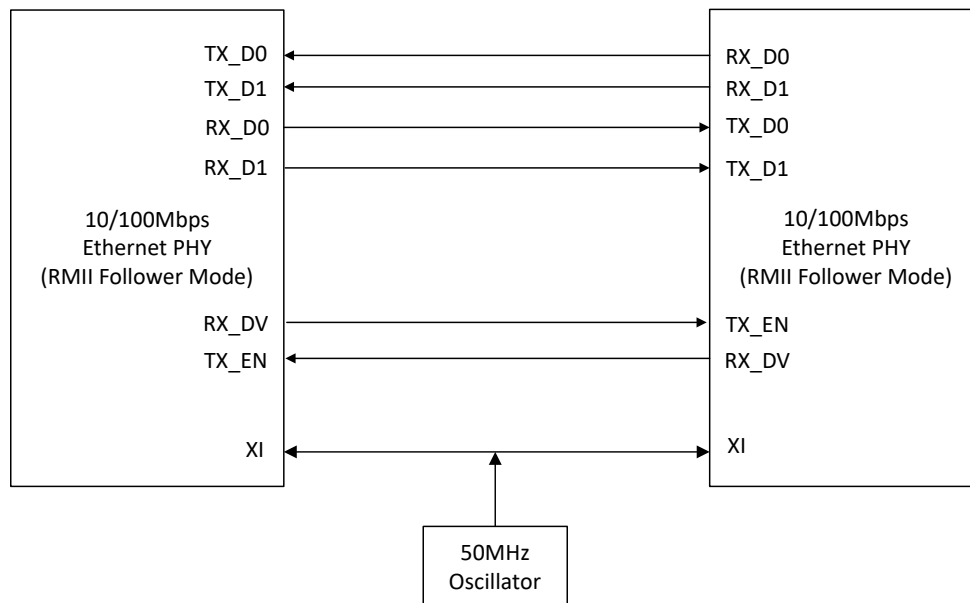 TX_D0
TX_D1
RX_D0
RX_D1
10/100Mbps
Ethernet PHY
(RMII Follower Mode)
RX_DV
TX_EN
XI
RX_D0
RX_D1
TX_D0
TX_D1
10/100Mbps
Ethernet PHY
(RMII Follower Mode)
TX_EN
RX_DV
XI
50MHz
Oscillator